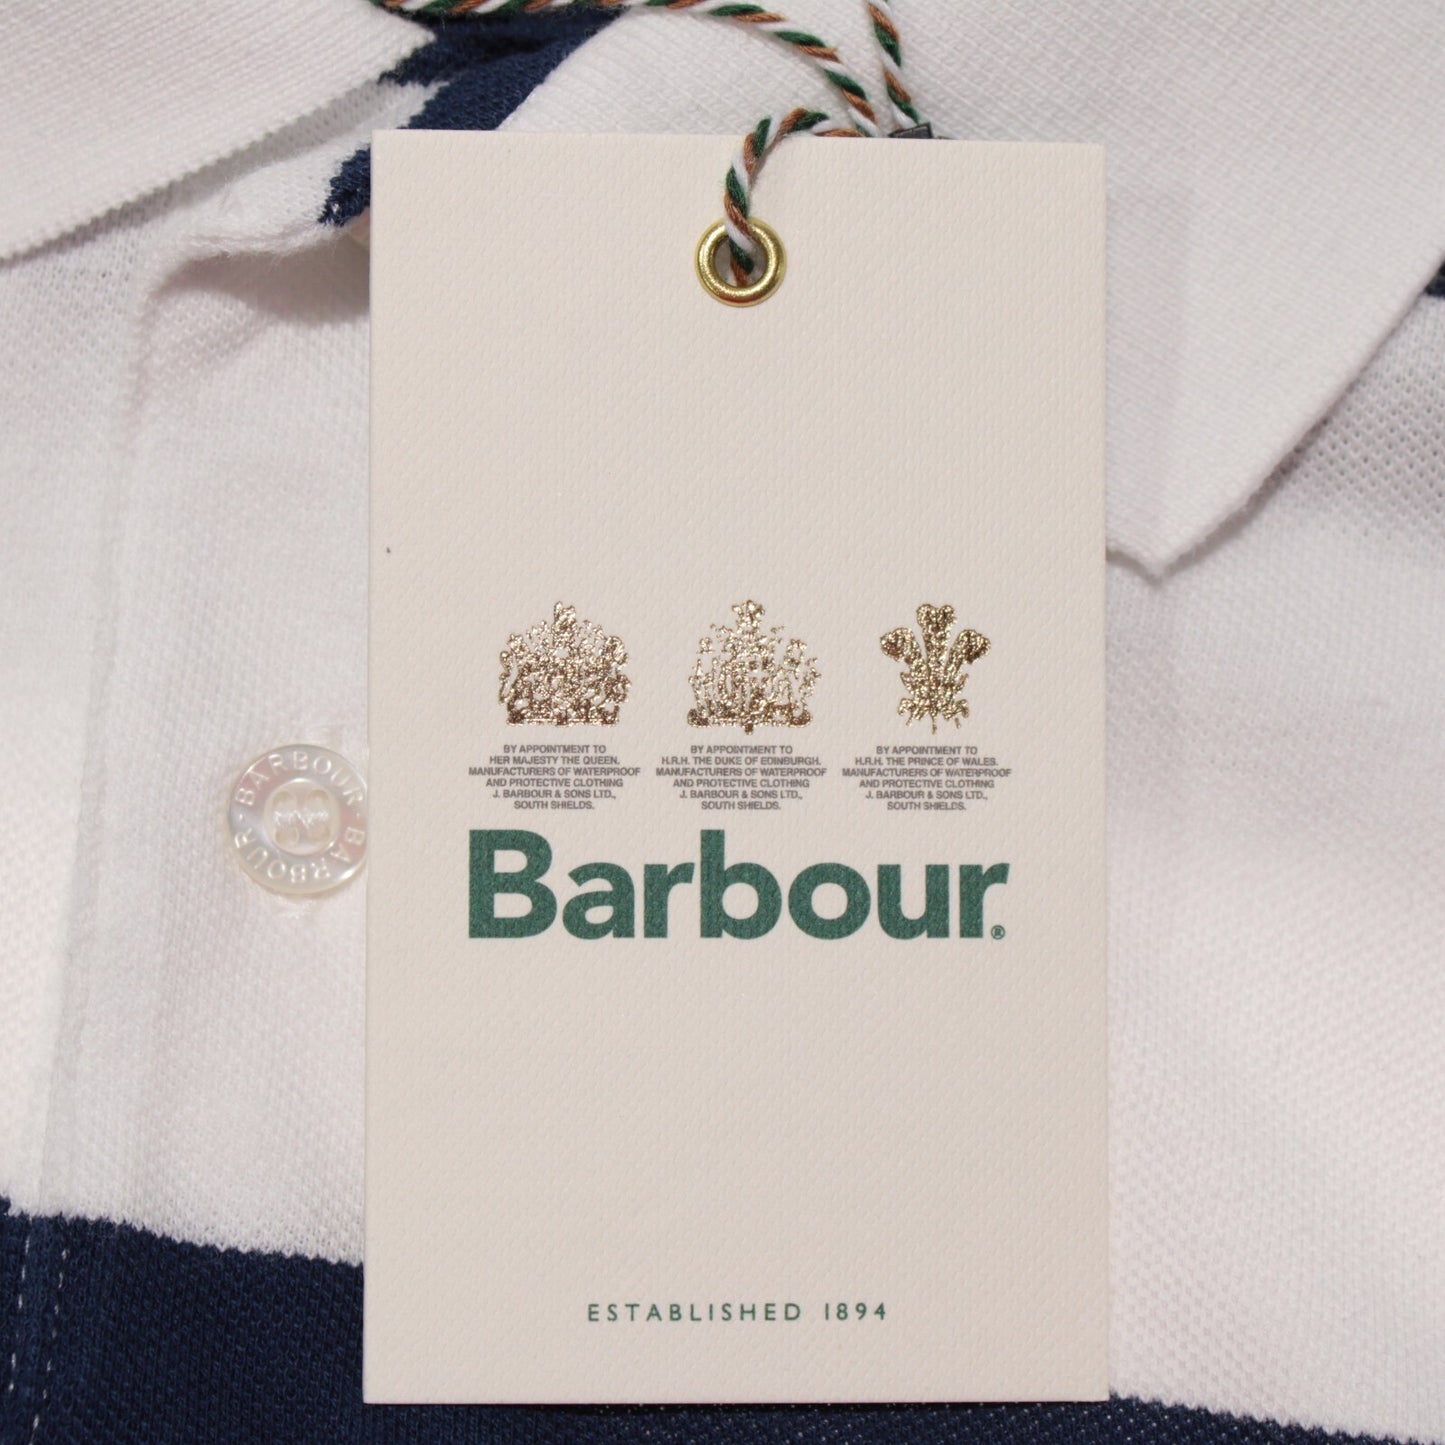 BY APPOINTMENT TO
HER MAJESTY THE QUEEN.
MANUFACTURERS OF WATERPROOF
AND PROTECTIVE CLOTHING
J. BARBOUR & SONS LTD.,
SOUTH SHIELDS.
BY APPOINTMENT TO
H.R.H. THE DUKE OF EDINBURGH.
MANUFACTURERS OF WATERPROOF
AND PROTECTIVE CLOTHING
J. BARBOUR & SONS LTD.,
SOUTH SHIELDS.
BY APPOINTMENT TO
H.R.H. THE PRINCE OF WALES.
MANUFACTURERS OF WATERPROOF
AND PROTECTIVE CLOTHING
J. BARBOUR & SONS LTD.,
SOUTH SHIELDS.
BARBOUR · BARBOUR ·
Barbour®
ESTABLISHED 1894